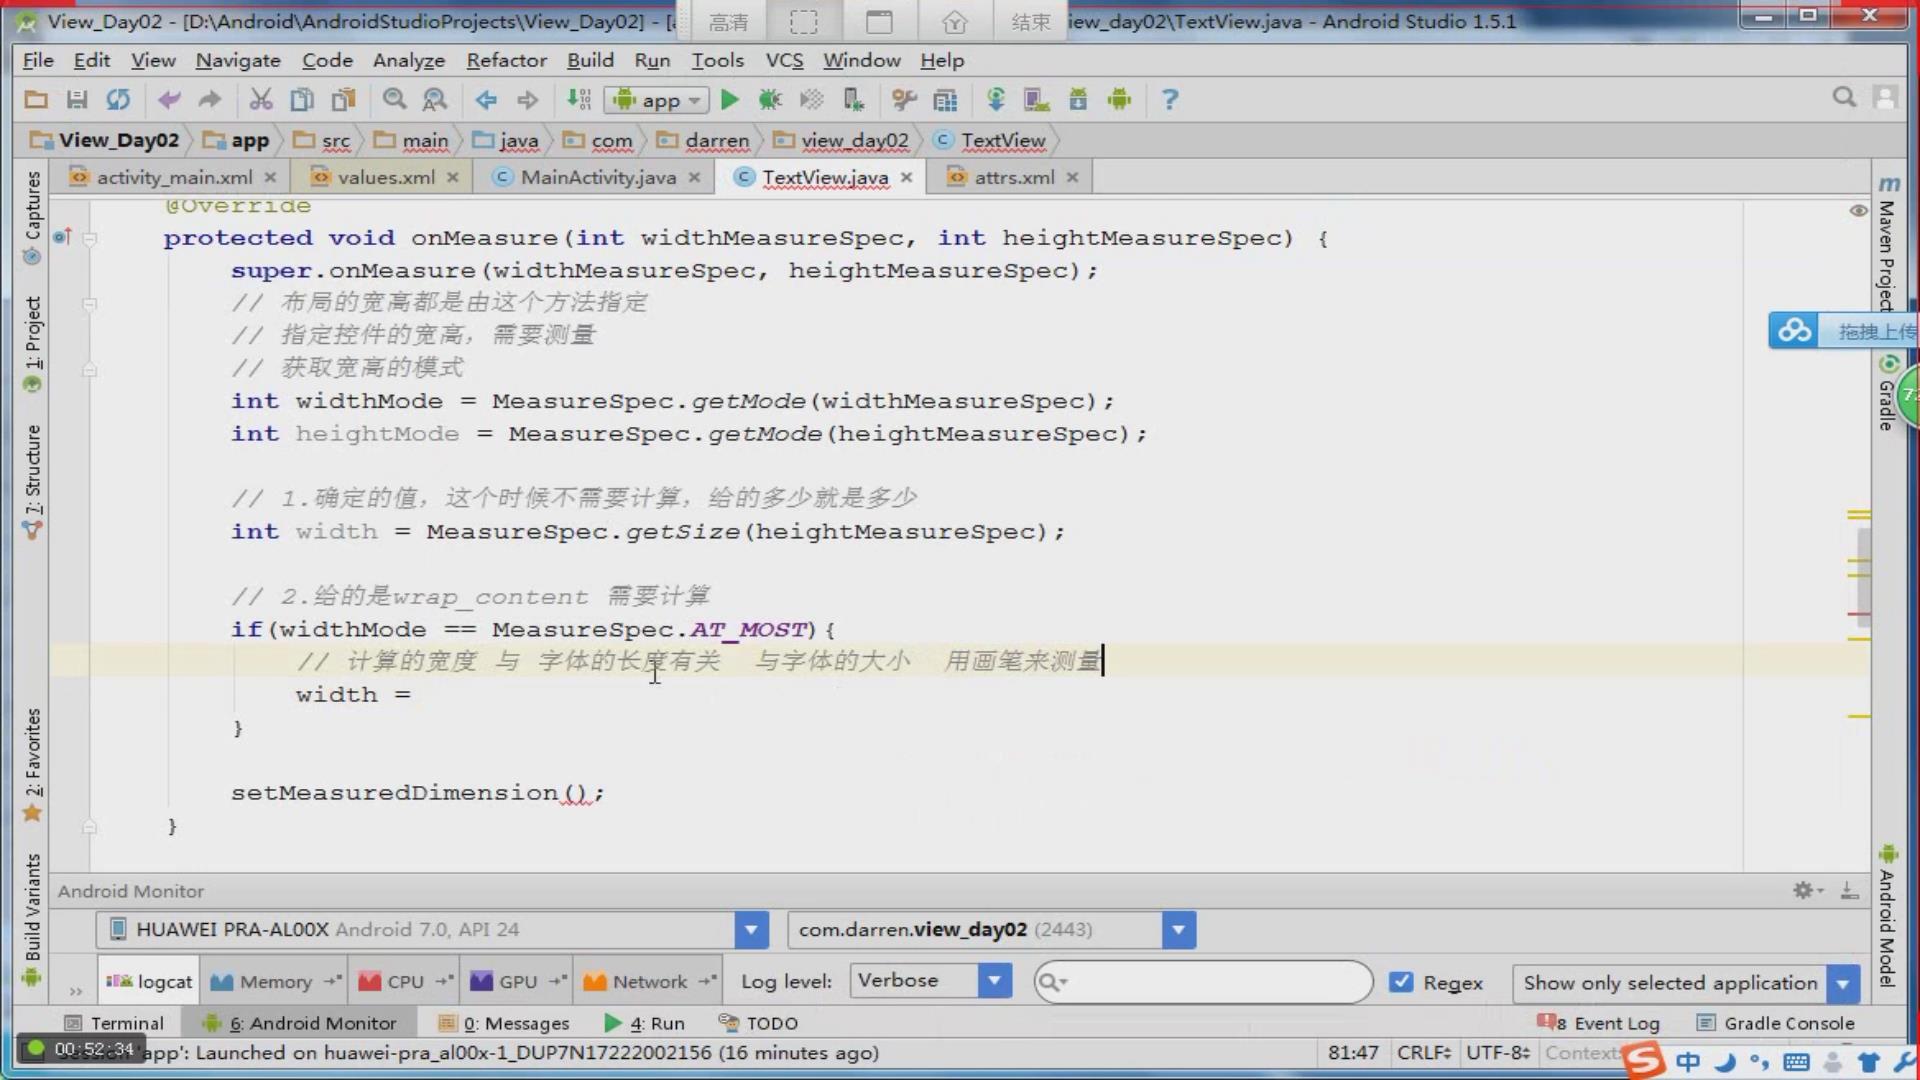 View_Day02 - [D:\Android\AndroidStudioProjects\View_Day02] - [
高清
结束
iew_day02\TextView.java - Android Studio 1.5.1
File Edit View Navigate Code Analyze Refactor Build Run Tools VCS Window Help
app
View_Day02 app src main java com darren view_day02 TextView
activity_main.xml values.xml MainActivity.java TextView.java attrs.xml
@Override
protected void onMeasure(int widthMeasureSpec, int heightMeasureSpec) {
super.onMeasure(widthMeasureSpec, heightMeasureSpec);
// 布局的宽高都是由这个方法指定
// 指定控件的宽高，需要测量
// 获取宽高的模式
int widthMode = MeasureSpec.getMode(widthMeasureSpec);
int heightMode = MeasureSpec.getMode(heightMeasureSpec);
// 1.确定的值，这个时候不需要计算，给的多少就是多少
int width = MeasureSpec.getSize(heightMeasureSpec);
// 2.给的是wrap_content 需要计算
if(widthMode == MeasureSpec.AT_MOST){
// 计算的宽度 与 字体的长度有关 与字体的大小 用画笔来测量
width =
}
setMeasuredDimension();
}
Captures
1: Project
7: Structure
2: Favorites
Build Variants
m
Maven Project
拖拽上传
Gradle
72
Android Model
Android Monitor
HUAWEI PRA-AL00X Android 7.0, API 24
com.darren.view_day02 (2443)
logcat Memory CPU GPU Network Log level: Verbose Regex Show only selected application
Terminal 6: Android Monitor 0: Messages 4: Run TODO 8 Event Log Gradle Console
00:52:34 'app': Launched on huawei-pra_al00x-1_DUP7N17222002156 (16 minutes ago) 81:47 CRLF UTF-8 Context
S 中